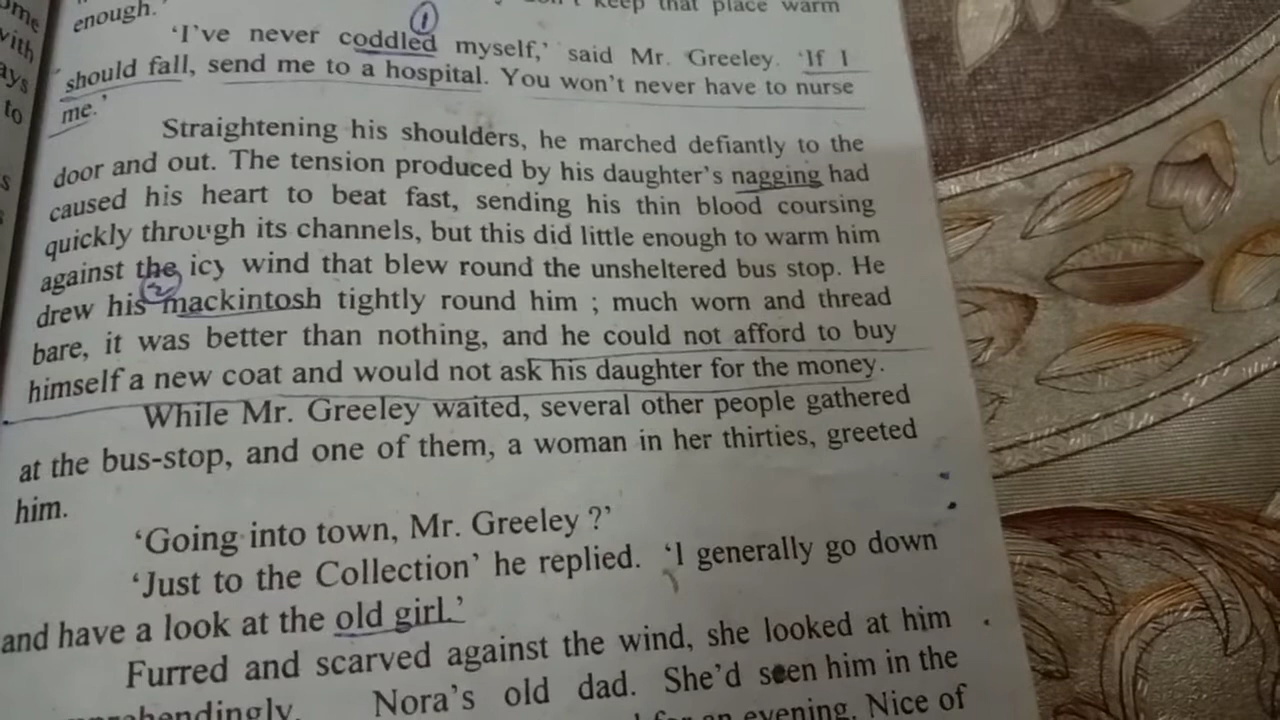 ome
with
ays
to
enough.
keep that place warm
1
'I've never coddled myself,' said Mr. Greeley. 'If I
should fall, send me to a hospital. You won't never have to nurse
me.'
Straightening his shoulders, he marched defiantly to the
door and out. The tension produced by his daughter's nagging had
caused his heart to beat fast, sending his thin blood coursing
quickly through its channels, but this did little enough to warm him
against the icy wind that blew round the unsheltered bus stop. He
2
drew his mackintosh tightly round him ; much worn and thread
bare, it was better than nothing, and he could not afford to buy
himself a new coat and would not ask his daughter for the money.
While Mr. Greeley waited, several other people gathered
at the bus-stop, and one of them, a woman in her thirties, greeted
him.
'Going into town, Mr. Greeley ?'
'Just to the Collection' he replied. 'I generally go down
and have a look at the old girl.'
Furred and scarved against the wind, she looked at him
Nora's old dad. She'd seen him in the
an evening. Nice of